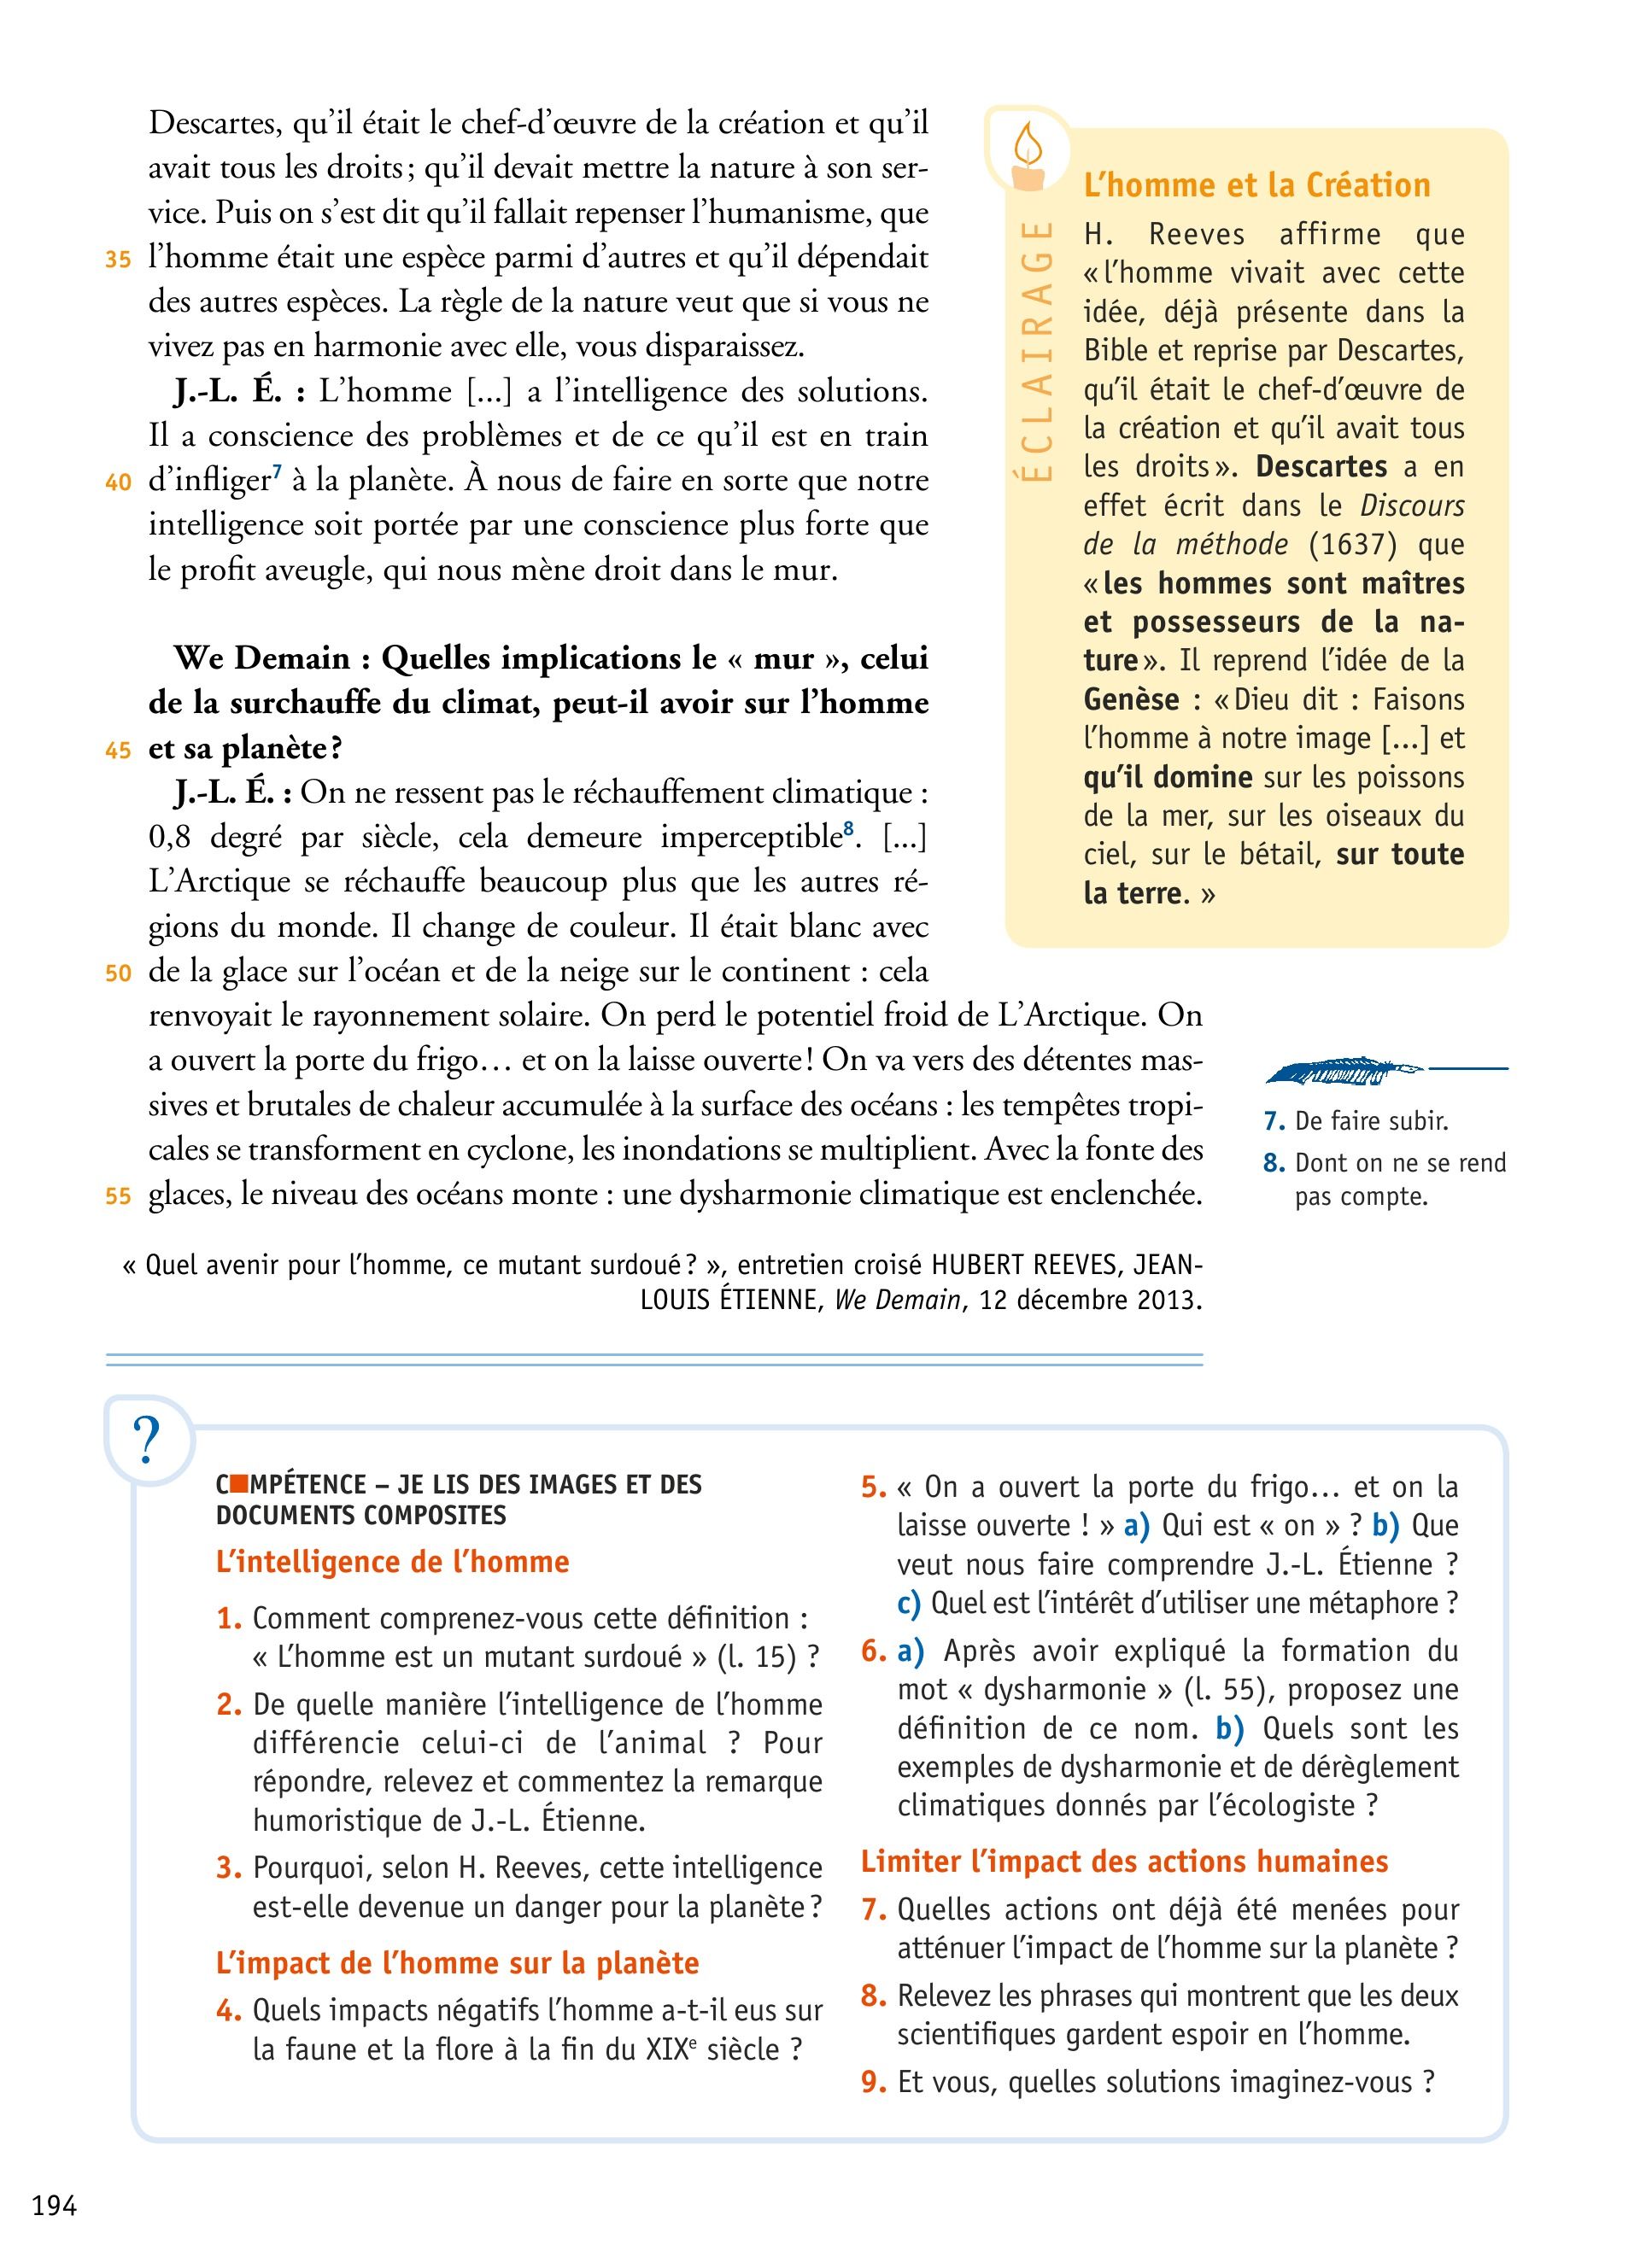 Descartes, qu'il était le chef-d'œuvre de la création et qu'il
avait tous les droits ; qu'il devait mettre la nature à son ser-
vice. Puis on s'est dit qu'il fallait repenser l'humanisme, que
35 l'homme était une espèce parmi d'autres et qu'il dépendait
des autres espèces. La règle de la nature veut que si vous ne
vivez pas en harmonie avec elle, vous disparaissez.
J.-L. É. : L'homme [...] a l'intelligence des solutions.
Il a conscience des problèmes et de ce qu'il est en train
40 d'infliger7 à la planète. À nous de faire en sorte que notre
intelligence soit portée par une conscience plus forte que
le profit aveugle, qui nous mène droit dans le mur.
We Demain : Quelles implications le « mur », celui
de la surchauffe du climat, peut-il avoir sur l'homme
45 et sa planète ?
J.-L. É. : On ne ressent pas le réchauffement climatique :
0,8 degré par siècle, cela demeure imperceptible8. [...]
L'Arctique se réchauffe beaucoup plus que les autres ré-
gions du monde. Il change de couleur. Il était blanc avec
50 de la glace sur l'océan et de la neige sur le continent : cela
renvoyait le rayonnement solaire. On perd le potentiel froid de L'Arctique. On
a ouvert la porte du frigo... et on la laisse ouverte ! On va vers des détentes mas-
sives et brutales de chaleur accumulée à la surface des océans : les tempêtes tropi-
cales se transforment en cyclone, les inondations se multiplient. Avec la fonte des
55 glaces, le niveau des océans monte : une dysharmonie climatique est enclenchée.
« Quel avenir pour l'homme, ce mutant surdoué ? », entretien croisé HUBERT REEVES, JEAN-
LOUIS ÉTIENNE, We Demain, 12 décembre 2013.
ÉCLAIRAGE
L'homme et la Création
H. Reeves affirme que
« l'homme vivait avec cette
idée, déjà présente dans la
Bible et reprise par Descartes,
qu'il était le chef-d'œuvre de
la création et qu'il avait tous
les droits ». Descartes a en
effet écrit dans le Discours
de la méthode (1637) que
« les hommes sont maîtres
et possesseurs de la na-
ture ». Il reprend l'idée de la
Genèse : « Dieu dit : Faisons
l'homme à notre image [...] et
qu'il domine sur les poissons
de la mer, sur les oiseaux du
ciel, sur le bétail, sur toute
la terre. »
7. De faire subir.
8. Dont on ne se rend
pas compte.
?
C■MPÉTENCE – JE LIS DES IMAGES ET DES
DOCUMENTS COMPOSITES
L'intelligence de l'homme
1. Comment comprenez-vous cette définition :
« L'homme est un mutant surdoué » (l. 15) ?
2. De quelle manière l'intelligence de l'homme
différencie celui-ci de l'animal ? Pour
répondre, relevez et commentez la remarque
humoristique de J.-L. Étienne.
3. Pourquoi, selon H. Reeves, cette intelligence
est-elle devenue un danger pour la planète ?
L'impact de l'homme sur la planète
4. Quels impacts négatifs l'homme a-t-il eus sur
la faune et la flore à la fin du XIXe siècle ?
5. « On a ouvert la porte du frigo... et on la
laisse ouverte ! » a) Qui est « on » ? b) Que
veut nous faire comprendre J.-L. Étienne ?
c) Quel est l'intérêt d'utiliser une métaphore ?
6. a) Après avoir expliqué la formation du
mot « dysharmonie » (l. 55), proposez une
définition de ce nom. b) Quels sont les
exemples de dysharmonie et de dérèglement
climatiques donnés par l'écologiste ?
Limiter l'impact des actions humaines
7. Quelles actions ont déjà été menées pour
atténuer l'impact de l'homme sur la planète ?
8. Relevez les phrases qui montrent que les deux
scientifiques gardent espoir en l'homme.
9. Et vous, quelles solutions imaginez-vous ?
194